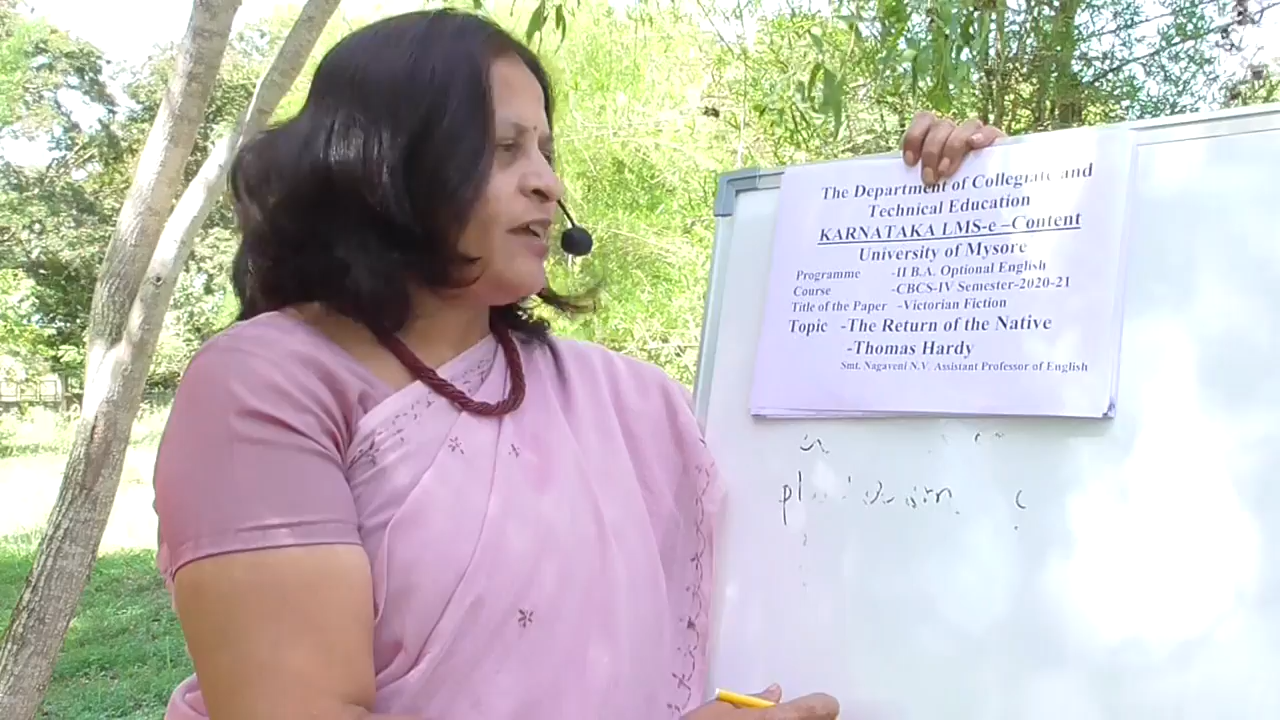 The Department of Collegiate and
Technical Education
KARNATAKA LMS-e –Content
University of Mysore
Programme -II B.A. Optional English
Course -CBCS-IV Semester-2020-21
Title of the Paper -Victorian Fiction
Topic -The Return of the Native
-Thomas Hardy
Smt. Nagaveni N.V. Assistant Professor of English